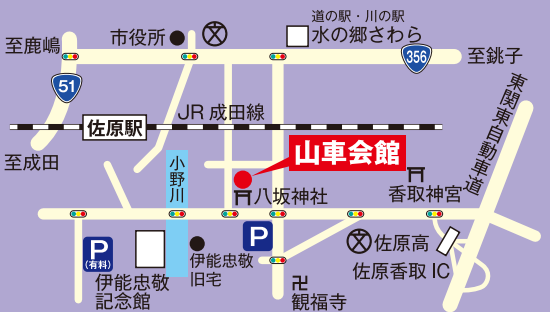 道の駅・川の駅
水の郷さわら
市役所
至鹿嶋
356
至銚子
51
東関東自動車道
JR成田線
佐原駅
山車会館
至成田
小野川
八坂神社
香取神宮
P
(有料)
伊能忠敬
記念館
伊能忠敬
旧宅
P
佐原高
佐原香取IC
観福寺